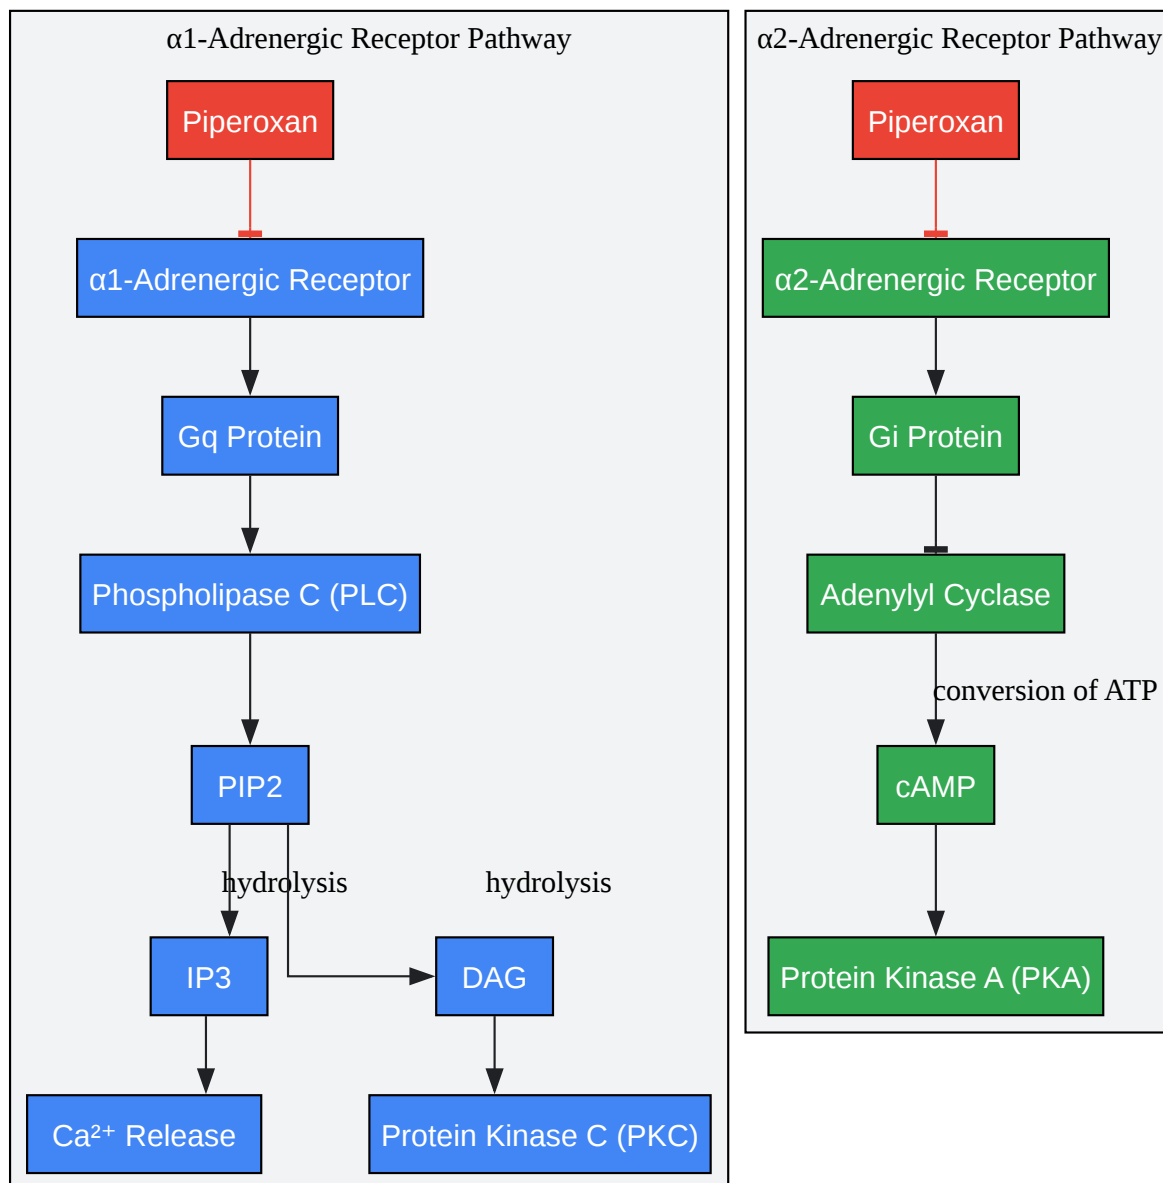 α1-Adrenergic Receptor Pathway
Piperoxan
α1-Adrenergic Receptor
Gq Protein
Phospholipase C (PLC)
PIP2
hydrolysis
hydrolysis
IP3
DAG
Ca²⁺ Release
Protein Kinase C (PKC)
α2-Adrenergic Receptor Pathway
Piperoxan
α2-Adrenergic Receptor
Gi Protein
Adenylyl Cyclase
conversion of ATP
cAMP
Protein Kinase A (PKA)